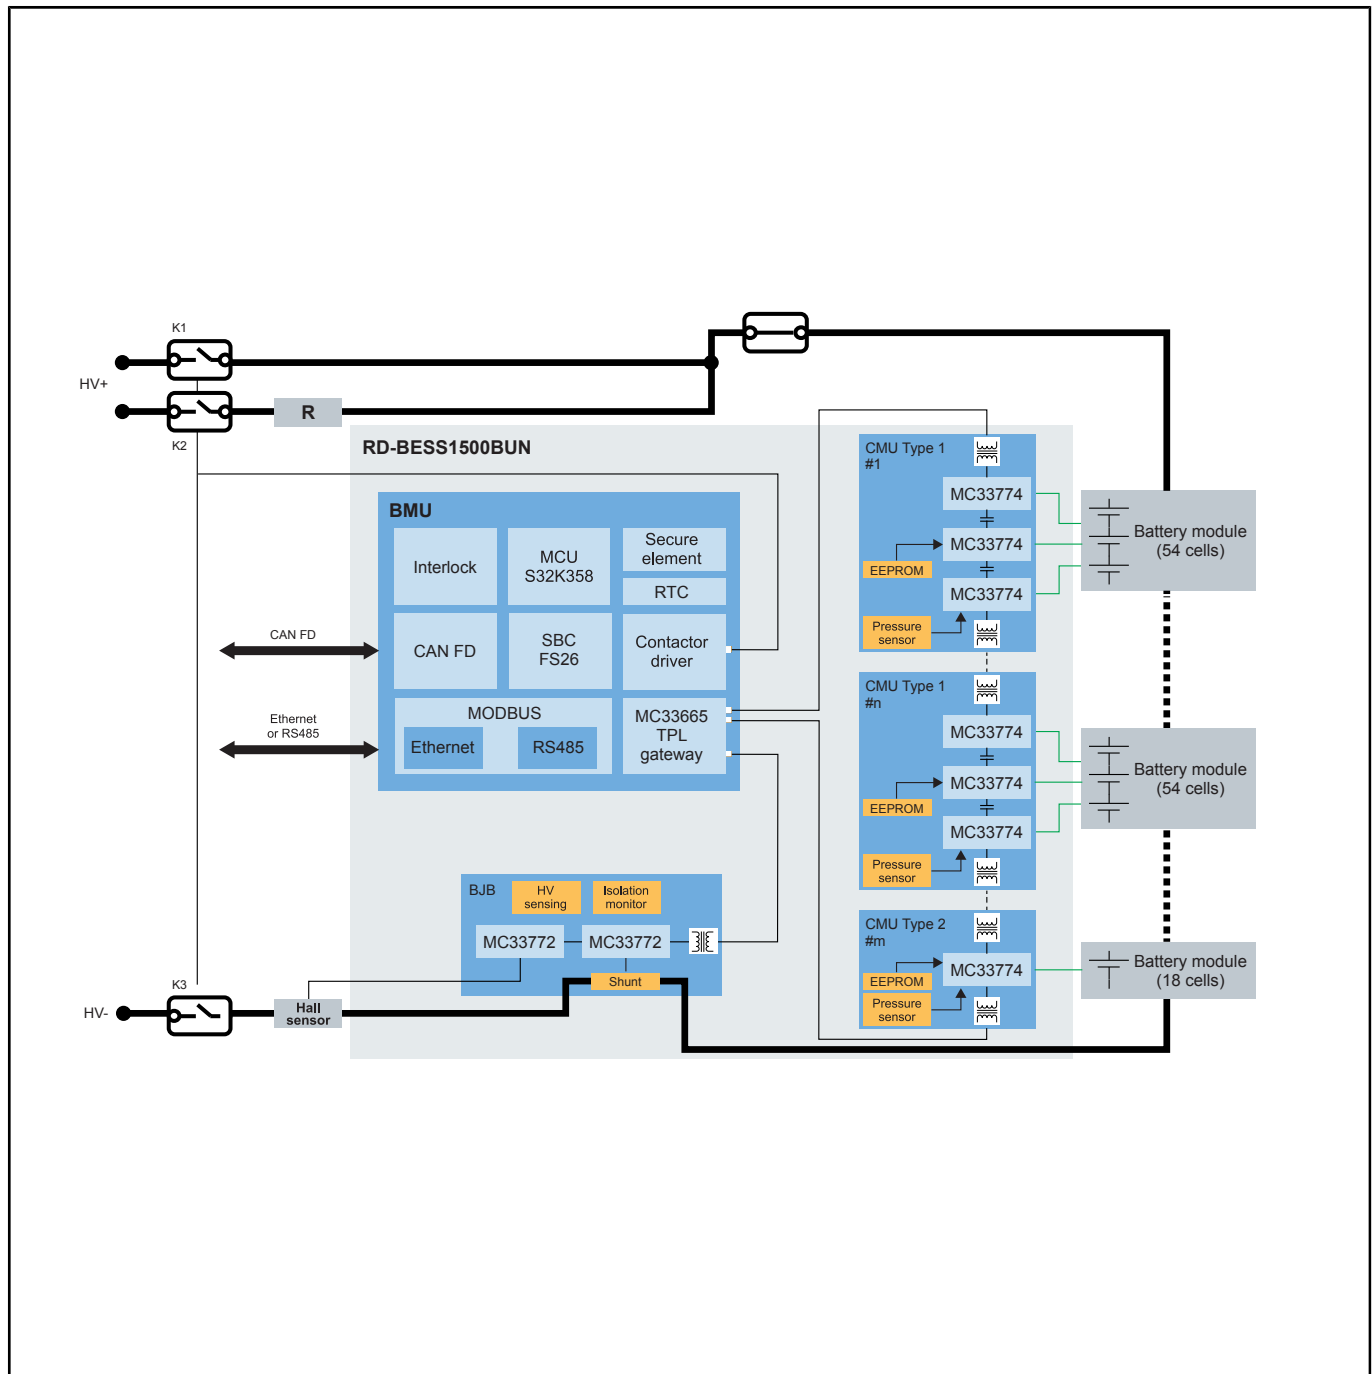 K1
HV+
K2
R
RD-BESS1500BUN
BMU
Interlock
MCU
S32K358
Secure
element
RTC
CAN FD
CAN FD
SBC
FS26
Contactor
driver
Ethernet
or RS485
MODBUS
Ethernet
RS485
MC33665
TPL
gateway
CMU Type 1
#1
MC33774
MC33774
EEPROM
MC33774
Pressure
sensor
Battery module
(54 cells)
CMU Type 1
#n
MC33774
MC33774
EEPROM
MC33774
Pressure
sensor
Battery module
(54 cells)
BJB
HV
sensing
Isolation
monitor
MC33772
MC33772
Shunt
CMU Type 2
#m
MC33774
EEPROM
Pressure
sensor
Battery module
(18 cells)
K3
HV-
Hall
sensor